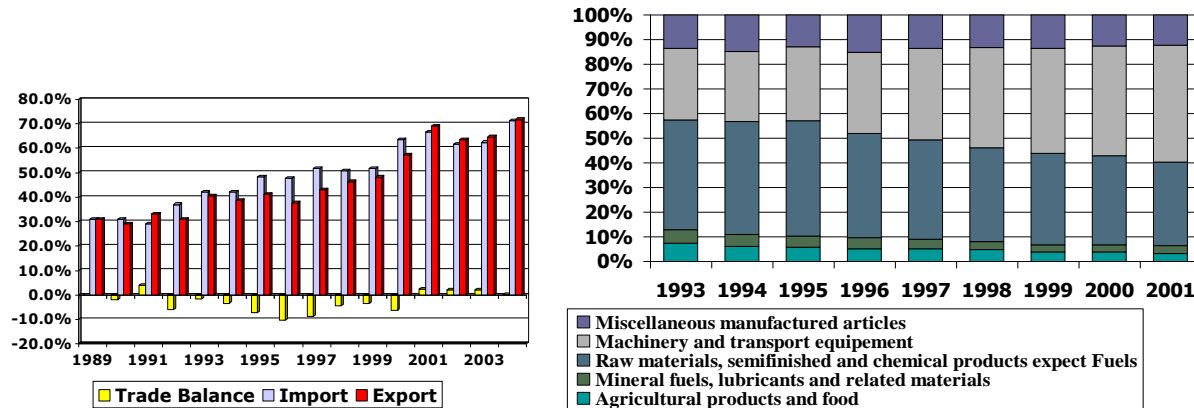 80.0%
70.0%
60.0%
50.0%
40.0%
30.0%
20.0%
10.0%
0.0%
-10.0%
-20.0%
1989 1991 1993 1995 1997 1999 2001 2003
Trade Balance Import Export
100%
90%
80%
70%
60%
50%
40%
30%
20%
10%
0%
1993 1994 1995 1996 1997 1998 1999 2000 2001
Miscellaneous manufactured articles
Machinery and transport equipement
Raw materials, semifinished and chemical products expect Fuels
Mineral fuels, lubricants and related materials
Agricultural products and food